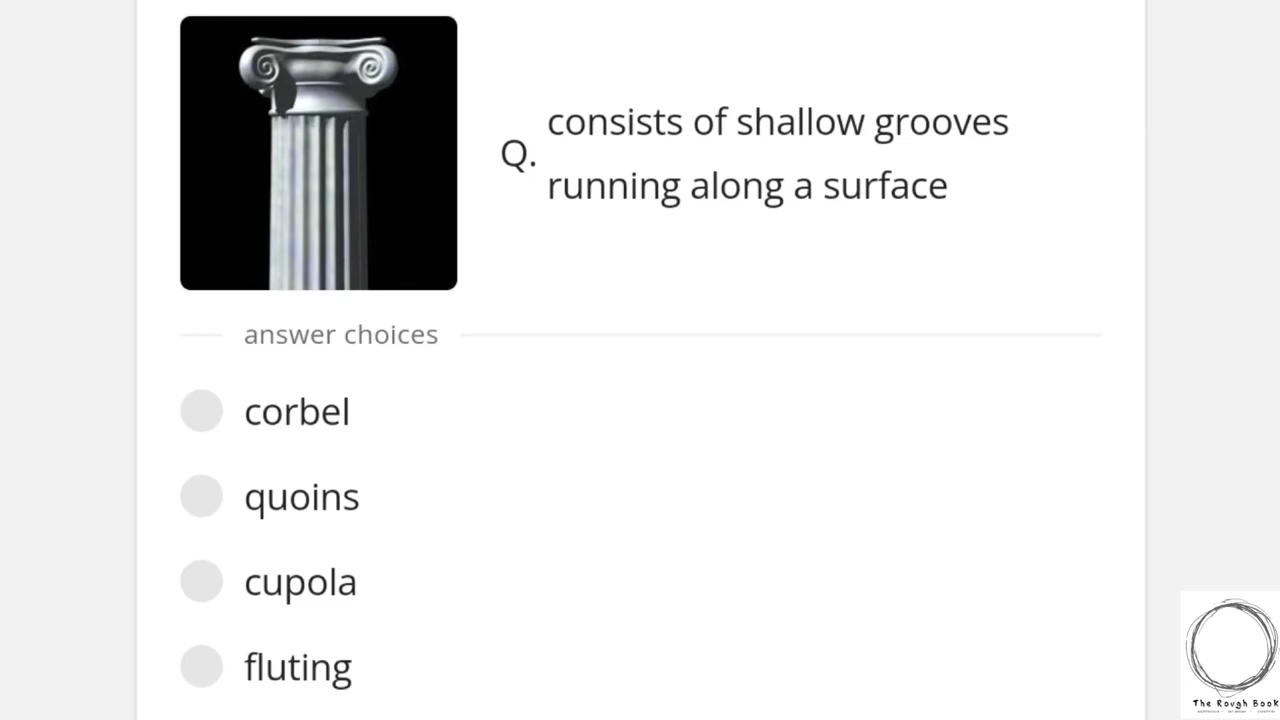 Q.
consists of shallow grooves
running along a surface
answer choices
corbel
quoins
cupola
fluting
The Rough Book